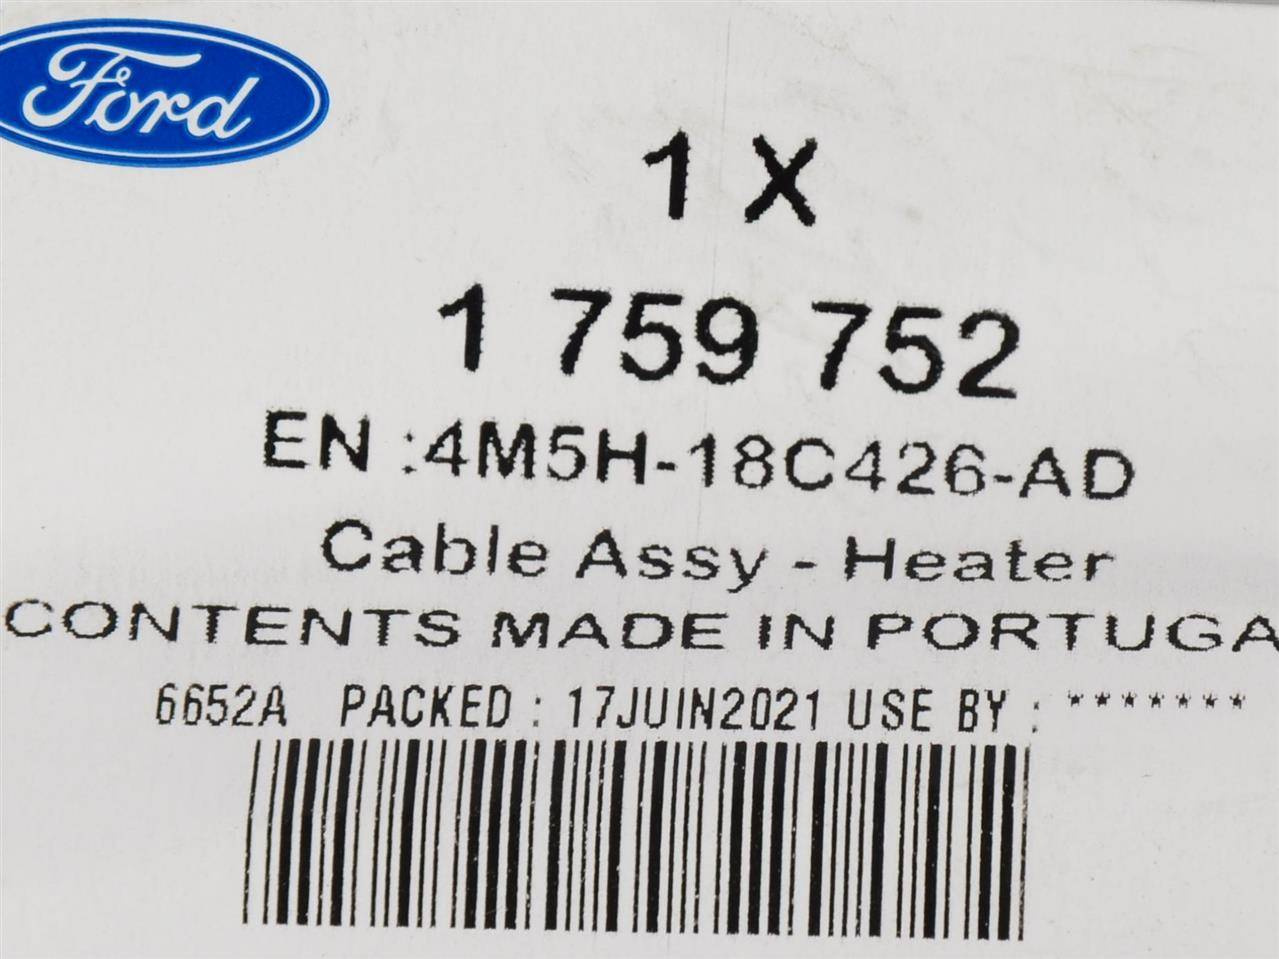 Ford
1 X
1 759 752
EN :4M5H-18C426-AD
Cable Assy - Heater
CONTENTS MADE IN PORTUGA
6652A PACKED : 17JUIN2021 USE BY : *******